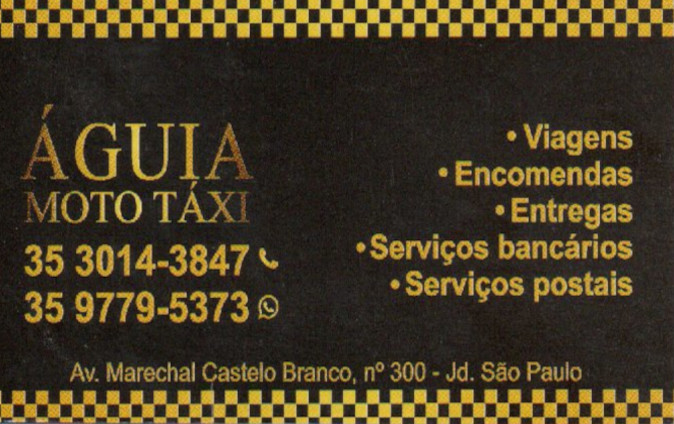 ÁGUIA
MOTO TÁXI
35 3014-3847
35 9779-5373
• Viagens
• Encomendas
• Entregas
• Serviços bancários
• Serviços postais
Av. Marechal Castelo Branco, nº 300 - Jd. São Paulo